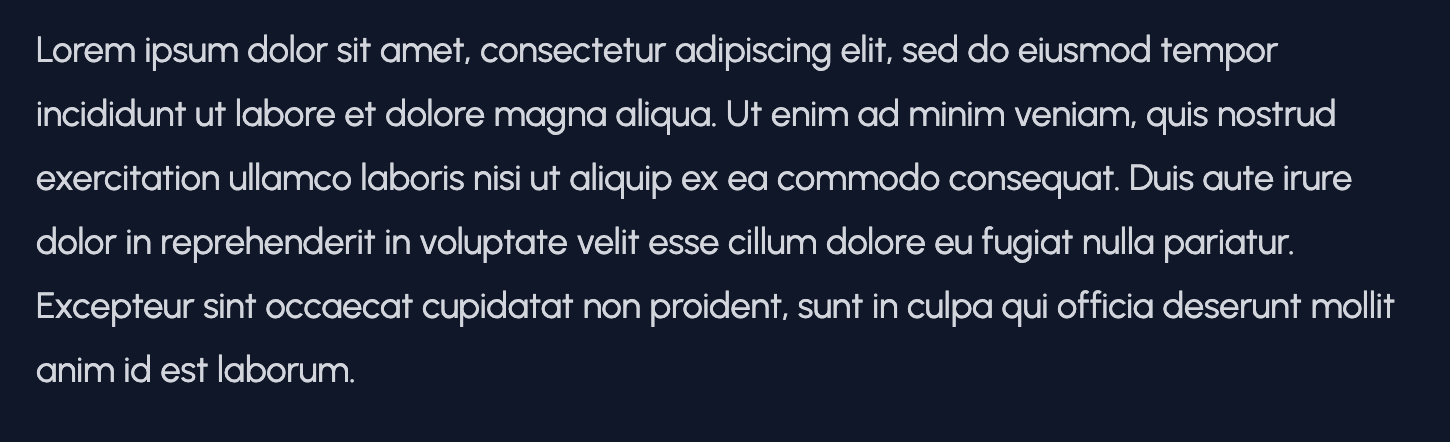 Lorem ipsum dolor sit amet, consectetur adipiscing elit, sed do eiusmod tempor
incididunt ut labore et dolore magna aliqua. Ut enim ad minim veniam, quis nostrud
exercitation ullamco laboris nisi ut aliquip ex ea commodo consequat. Duis aute irure
dolor in reprehenderit in voluptate velit esse cillum dolore eu fugiat nulla pariatur.
Excepteur sint occaecat cupidatat non proident, sunt in culpa qui officia deserunt mollit
anim id est laborum.